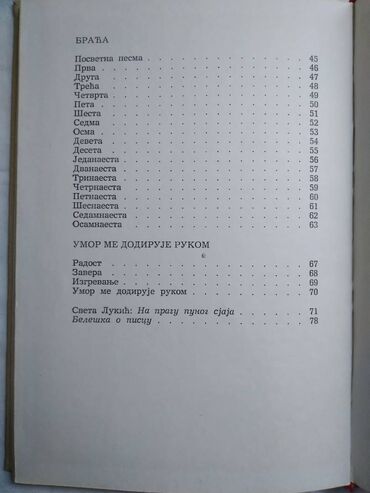 БРАЋА
Посветна песма . . . . . . . . . . . . 45
Прва . . . . . . . . . . . . 46
Друга . . . . . . . . . . . . 47
Трећа . . . . . . . . . . . . 48
Четврта . . . . . . . . . . . . 49
Пета . . . . . . . . . . . . 50
Шеста . . . . . . . . . . . . 51
Седма . . . . . . . . . . . . 52
Осма . . . . . . . . . . . . 53
Девета . . . . . . . . . . . . 54
Десета . . . . . . . . . . . . 55
Једанаеста . . . . . . . . . . . . 56
Дванаеста . . . . . . . . . . . . 57
Тринаеста . . . . . . . . . . . . 58
Четрнаеста . . . . . . . . . . . . 59
Петнаеста . . . . . . . . . . . . 60
Шеснаеста . . . . . . . . . . . . 61
Седамнаеста . . . . . . . . . . . . 62
Осамнаеста . . . . . . . . . . . . 63
УМОР МЕ ДОДИРУЈЕ РУКОМ
Радост . . . . . . . . . . . . 67
Завера . . . . . . . . . . . . 68
Изгревање . . . . . . . . . . . . 69
Умор ме додирује руком . . . . . . . . . 70
Света Лукић: На прагу пуног сјаја . . . . . . 71
Белешка о писцу . . . . . . . . . . . . 78